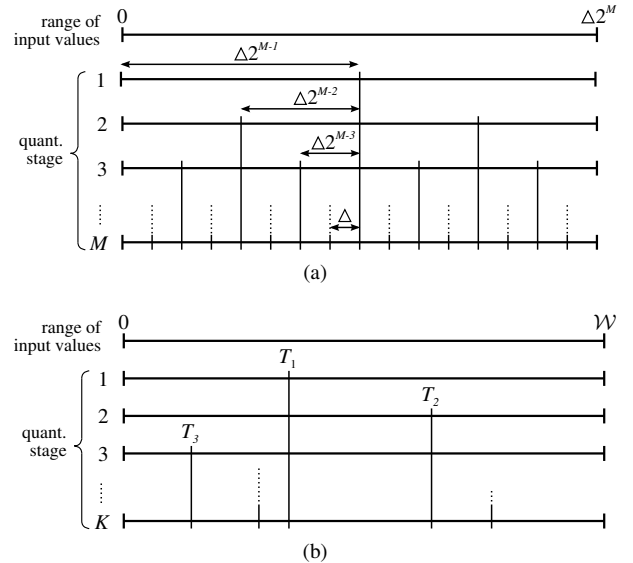 range of
input values
0
Δ2^M
Δ2^{M-1}
1
Δ2^{M-2}
2
quant.
stage
Δ2^{M-3}
3
Δ
M
(a)
range of
input values
0
𝒲
T_1
1
T_2
2
quant.
stage
T_3
3
K
(b)